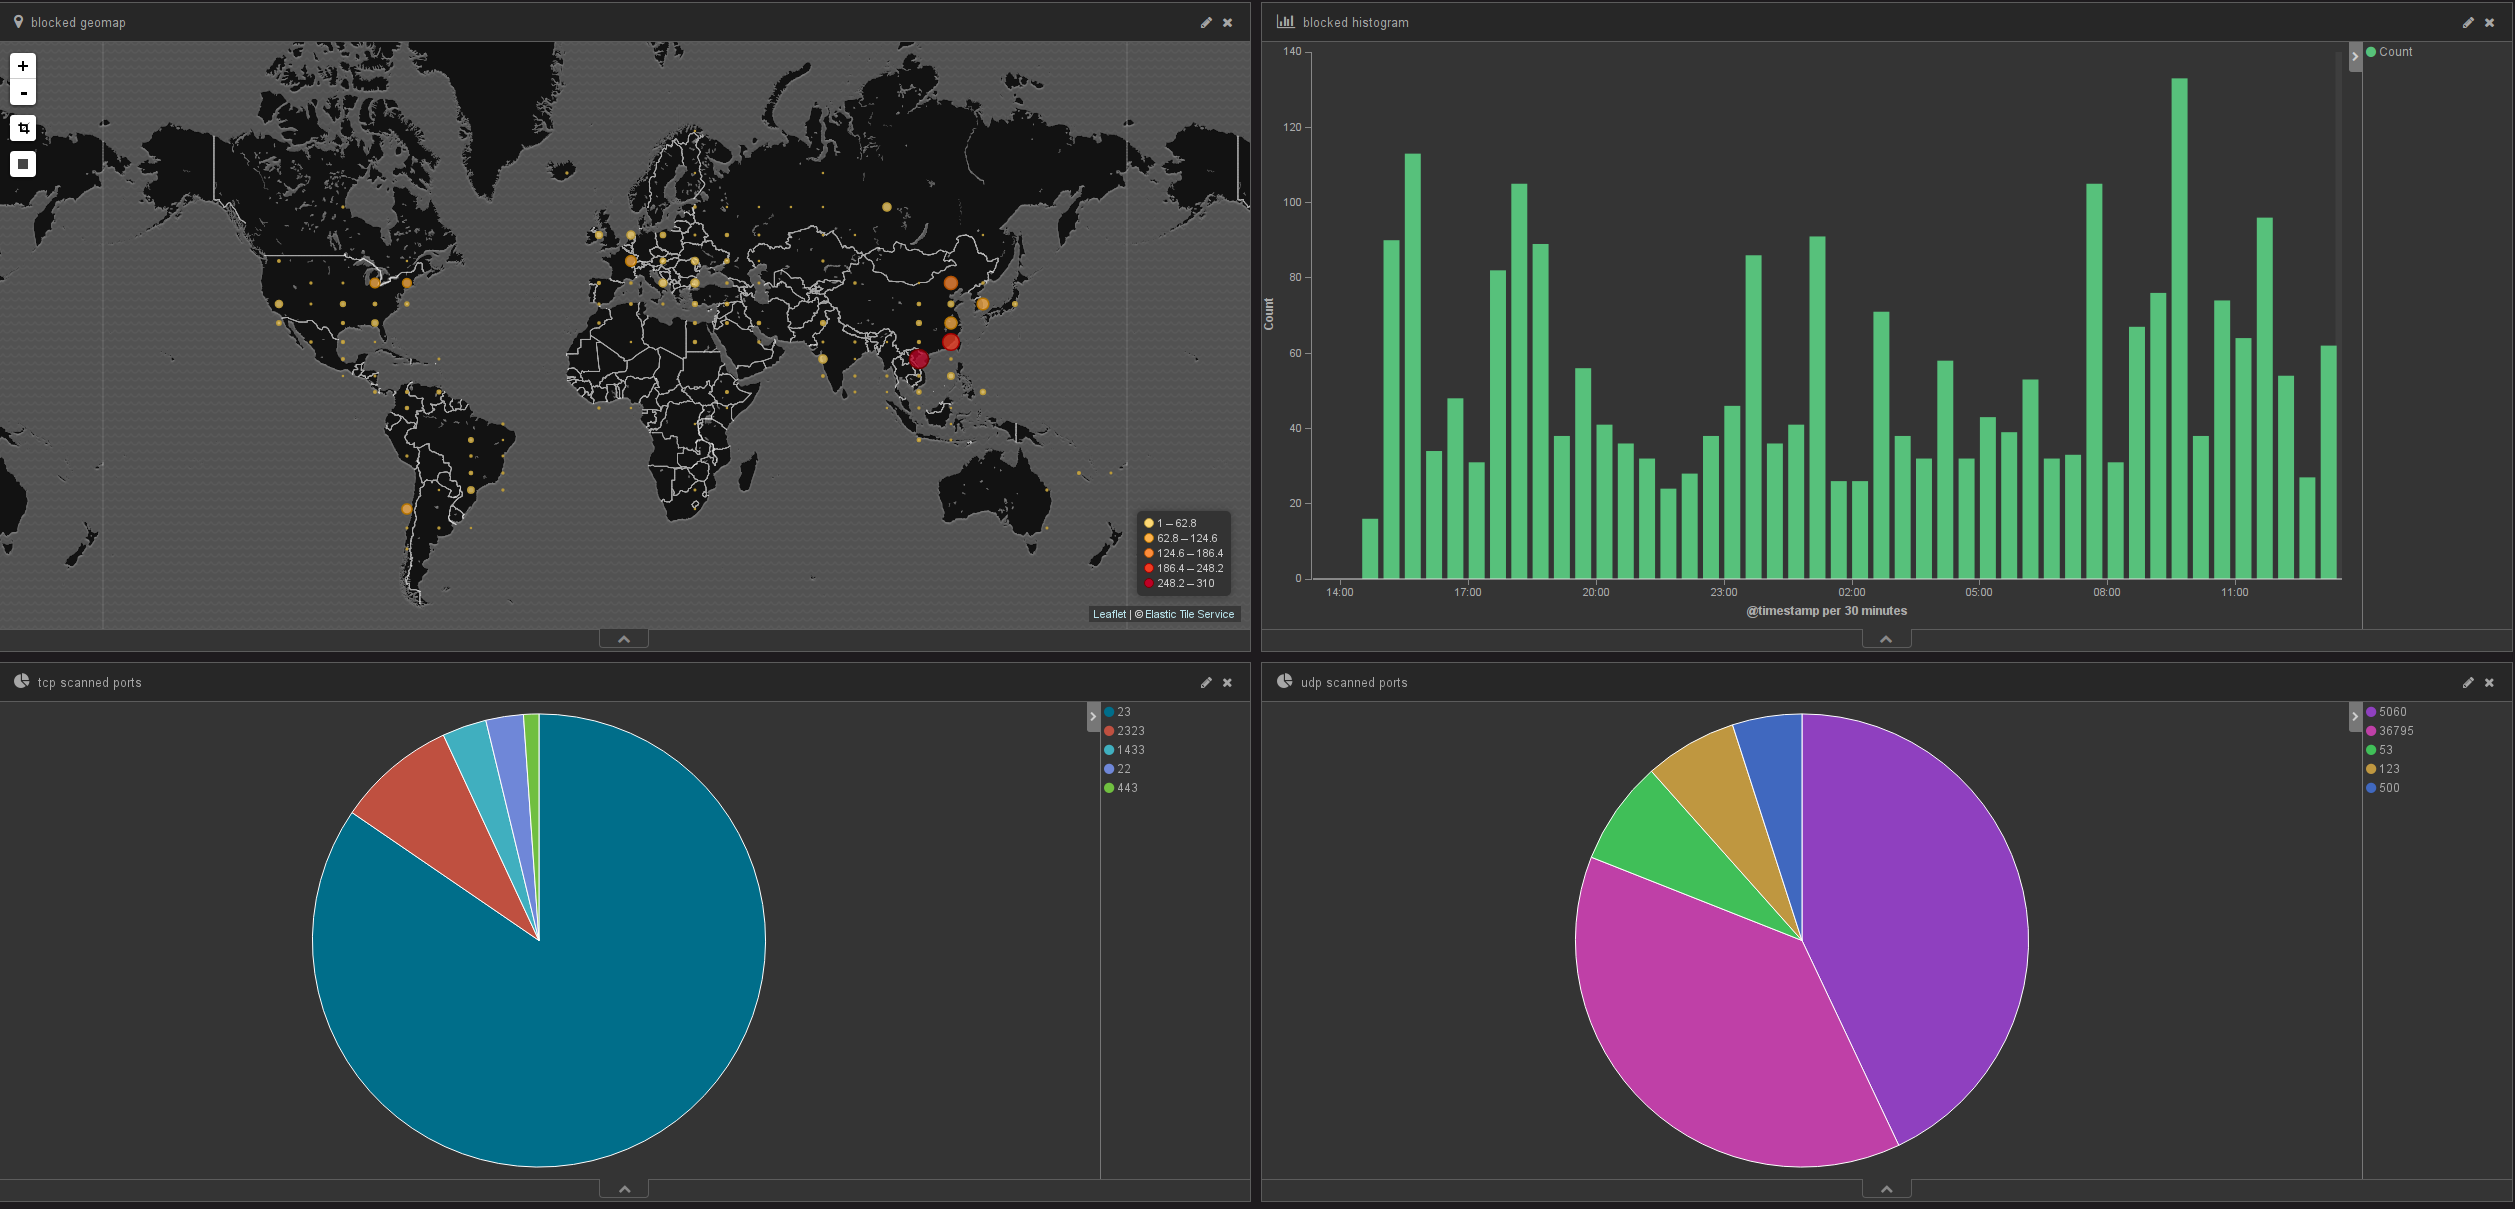 blocked geomap
+
-
1 – 62.8
62.8 – 124.6
124.6 – 186.4
186.4 – 248.2
248.2 – 310
Leaflet | © Elastic Tile Service
blocked histogram
Count
140
120
100
80
60
40
20
0
Count
14:00 17:00 20:00 23:00 02:00 05:00 08:00 11:00
@timestamp per 30 minutes
tcp scanned ports
23
2323
1433
22
443
udp scanned ports
5060
36795
53
123
500